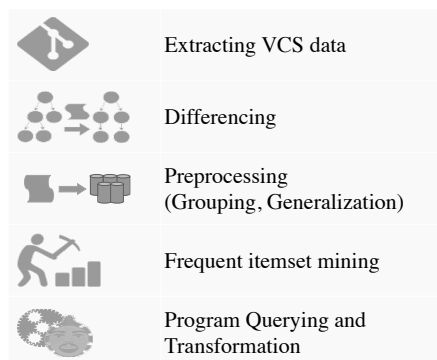 Extracting VCS data
Differencing
Preprocessing
(Grouping, Generalization)
Frequent itemset mining
Program Querying and
Transformation